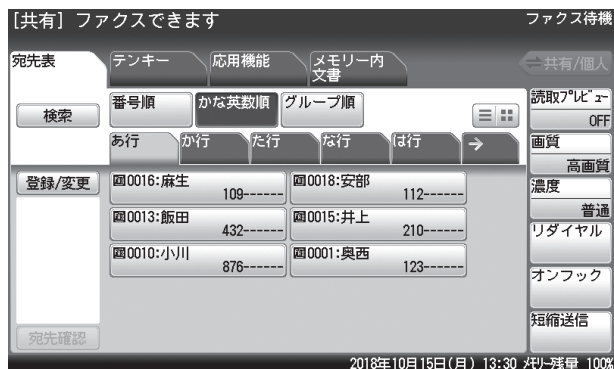 [共有] ファクスできます
ファクス待機
宛先表
テンキー
応用機能
メモリー内
文書
共有/個人
検索
番号順
かな英数順
グループ順
読取プレビュー
OFF
あ行
か行
た行
な行
は行
画質
高画質
登録/変更
0016:麻生
109------
0018:安部
112------
濃度
普通
0013:飯田
432------
0015:井上
210------
リダイヤル
0010:小川
876------
0001:奥西
123------
オンフック
短縮送信
宛先確認
2018年10月15日(月) 13:30 メモリー残量 100%